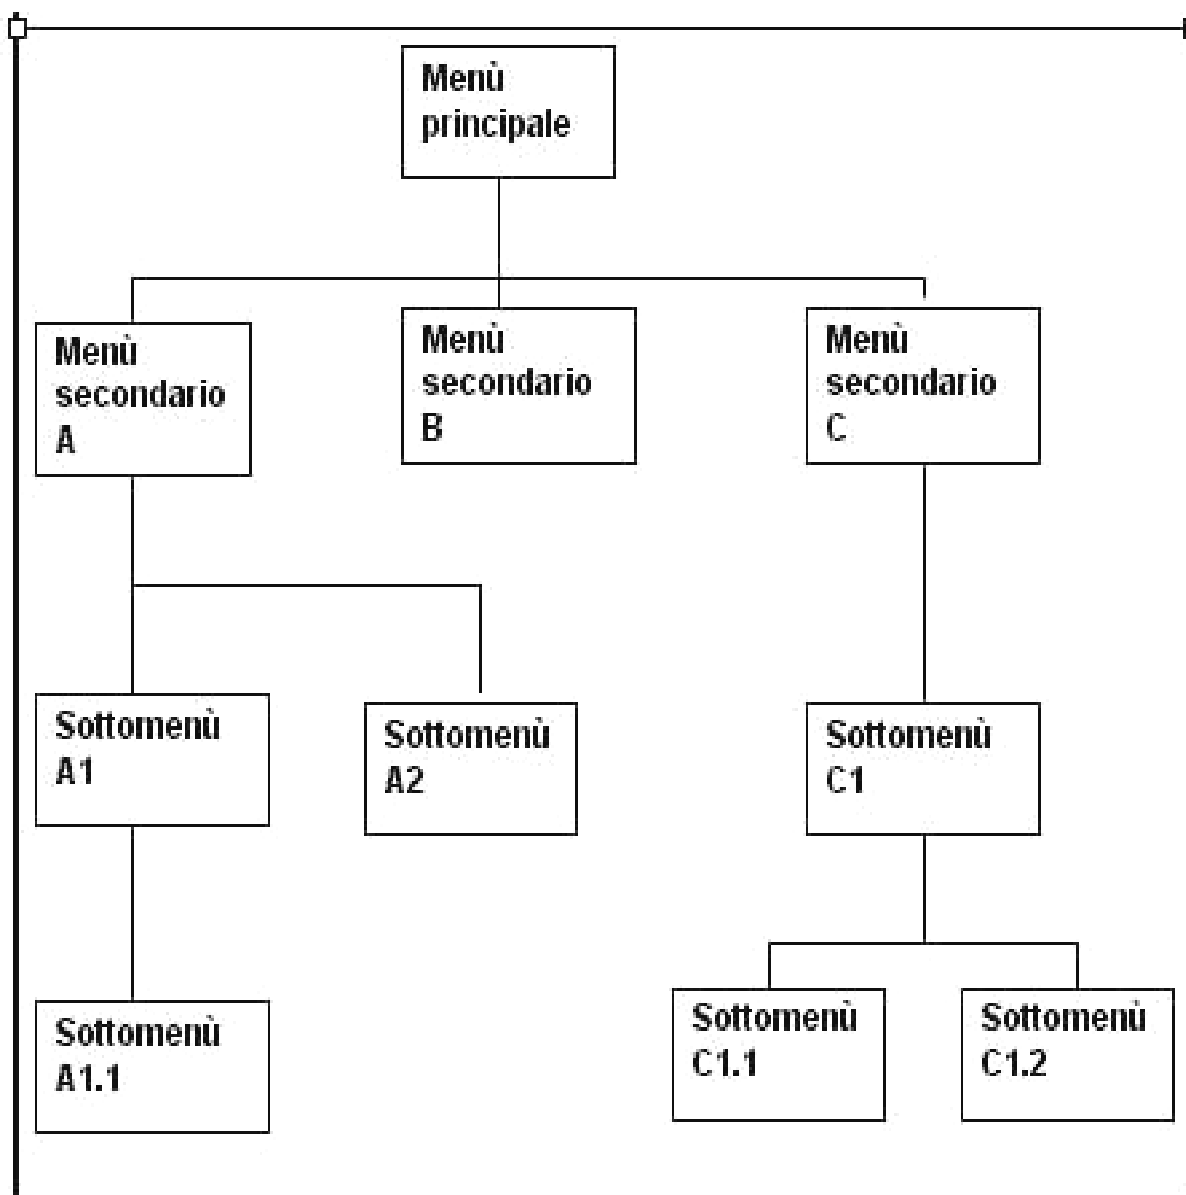 Menù
principale
Menù
secondario
A
Menù
secondario
B
Menù
secondario
C
Sottomenù
A1
Sottomenù
A2
Sottomenù
C1
Sottomenù
A1.1
Sottomenù
C1.1
Sottomenù
C1.2